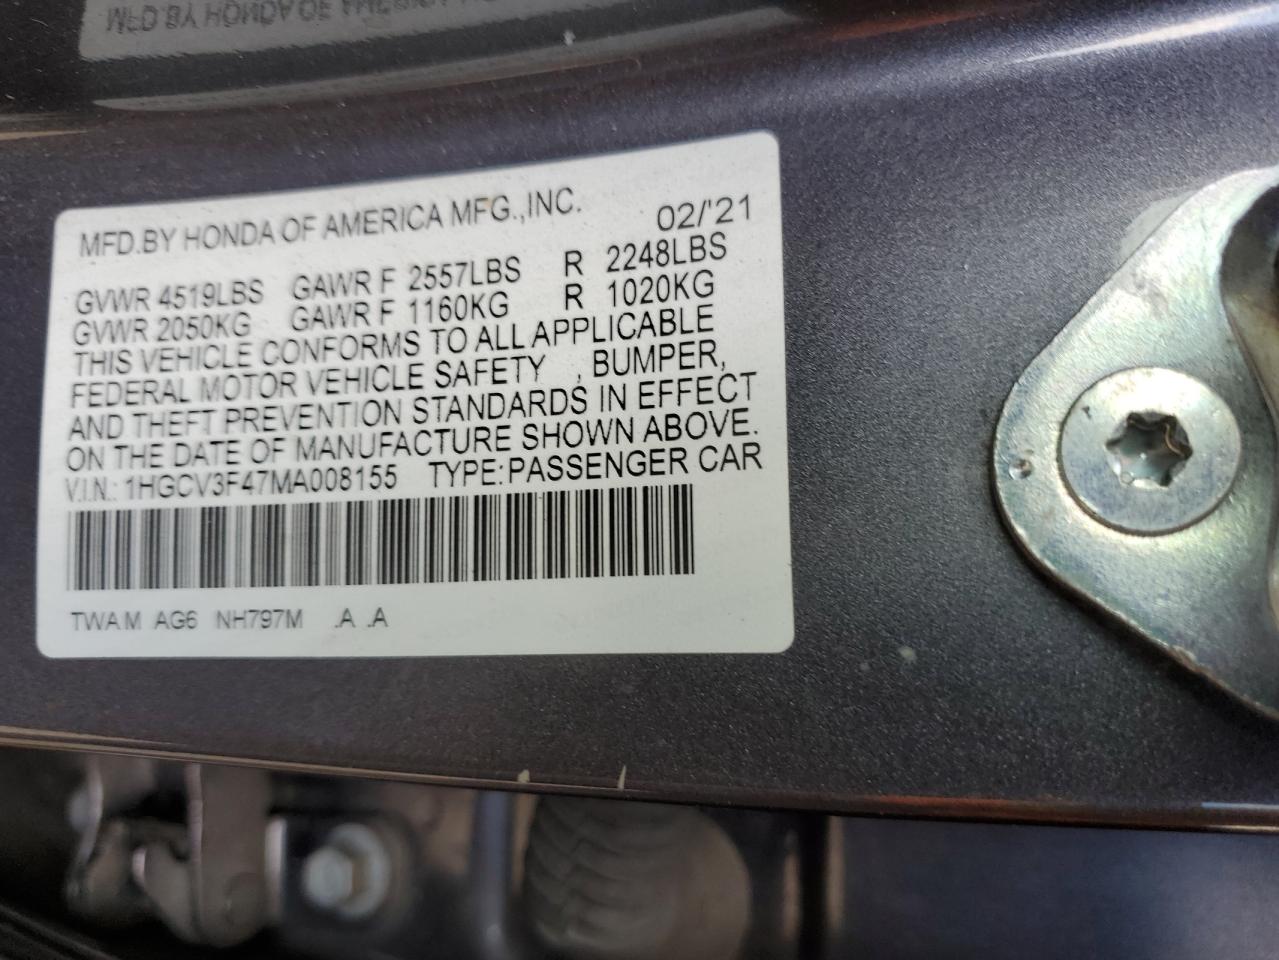 MFD.BY HONDA OF AMERICA MFG.,INC. 02/'21
GVWR 4519LBS GAWR F 2557LBS R 2248LBS
GVWR 2050KG GAWR F 1160KG R 1020KG
THIS VEHICLE CONFORMS TO ALL APPLICABLE
FEDERAL MOTOR VEHICLE SAFETY , BUMPER,
AND THEFT PREVENTION STANDARDS IN EFFECT
ON THE DATE OF MANUFACTURE SHOWN ABOVE.
V.I.N.: 1HGCV3F47MA008155 TYPE:PASSENGER CAR
TWAM AG6 NH797M .A .A